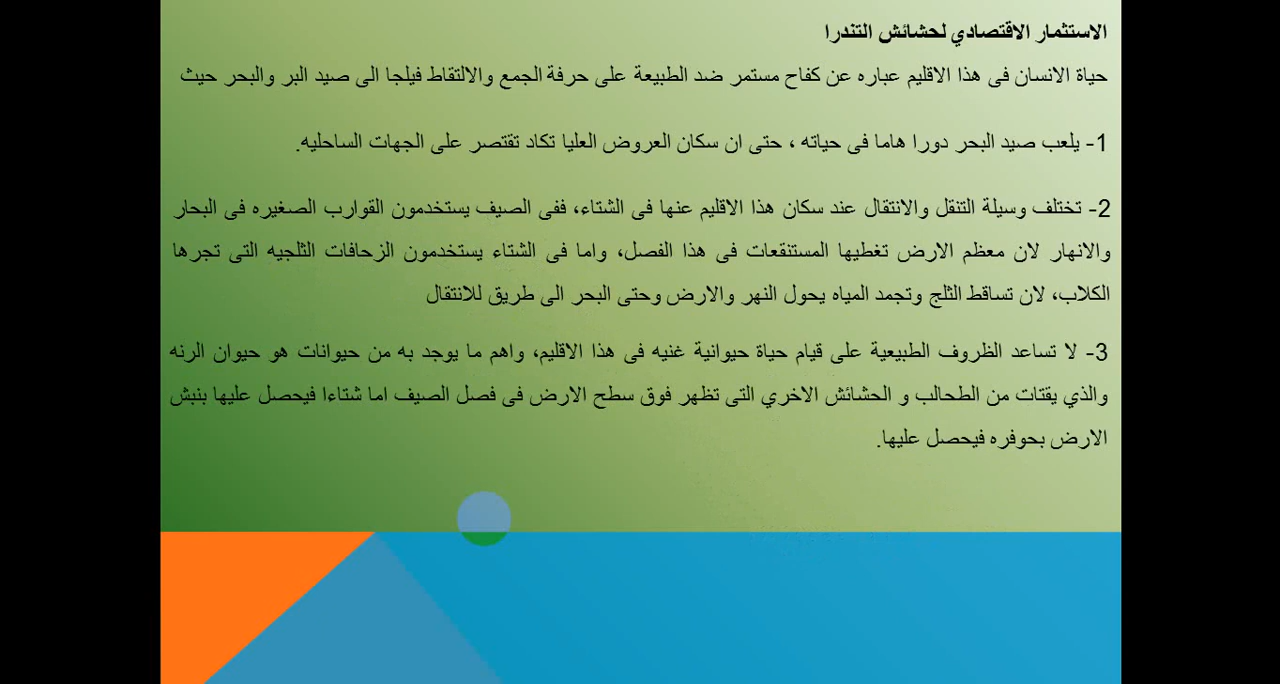 الاستثمار الاقتصادي لحشائش التندرا
حياة الانسان فى هذا الاقليم عباره عن كفاح مستمر ضد الطبيعة على حرفة الجمع والالتقاط فيلجا الى صيد البر والبحر حيث
1- يلعب صيد البحر دورا هاما فى حياته ، حتى ان سكان العروض العليا تكاد تقتصر على الجهات الساحليه.
2- تختلف وسيلة التنقل والانتقال عند سكان هذا الاقليم عنها فى الشتاء، ففى الصيف يستخدمون القوارب الصغيره فى البحار
والانهار لان معظم الارض تغطيها المستنقعات فى هذا الفصل، واما فى الشتاء يستخدمون الزحافات الثلجيه التى تجرها
الكلاب، لان تساقط الثلج وتجمد المياه يحول النهر والارض وحتى البحر الى طريق للانتقال
3- لا تساعد الظروف الطبيعية على قيام حياة حيوانية غنيه فى هذا الاقليم، واهم ما يوجد به من حيوانات هو حيوان الرنه
والذي يقتات من الطحالب و الحشائش الاخري التى تظهر فوق سطح الارض فى فصل الصيف اما شتاءا فيحصل عليها بنبش
الارض بحوفره فيحصل عليها.